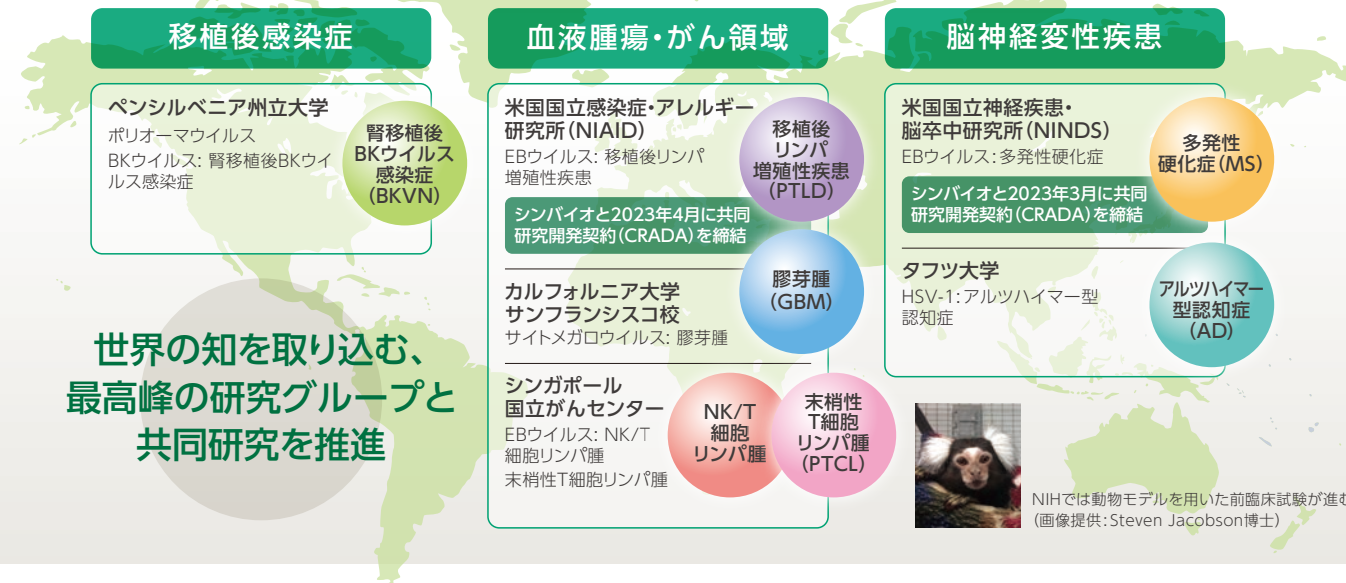 移植後感染症
ペンシルベニア州立大学
ポリオーマウイルス
BKウイルス: 腎移植後BKウイ
ルス感染症
腎移植後
BKウイルス
感染症
(BKVN)
世界の知を取り込む、
最高峰の研究グループと
共同研究を推進
血液腫瘍・がん領域
米国国立感染症・アレルギー
研究所(NIAID)
EBウイルス: 移植後リンパ
増殖性疾患
シンバイオと2023年4月に共同
研究開発契約(CRADA)を締結
移植後
リンパ
増殖性疾患
(PTLD)
カルフォルニア大学
サンフランシスコ校
サイトメガロウイルス: 膠芽腫
膠芽腫
(GBM)
シンガポール
国立がんセンター
EBウイルス: NK/T
細胞リンパ腫
末梢性T細胞リンパ腫
NK/T
細胞
リンパ腫
末梢性
T細胞
リンパ腫
(PTCL)
脳神経変性疾患
米国国立神経疾患・
脳卒中研究所(NINDS)
EBウイルス:多発性硬化症
シンバイオと2023年3月に共同
研究開発契約(CRADA)を締結
多発性
硬化症(MS)
タフツ大学
HSV-1:アルツハイマー型
認知症
アルツハイマー
型認知症
(AD)
NIHでは動物モデルを用いた前臨床試験が進む
(画像提供:Steven Jacobson博士)